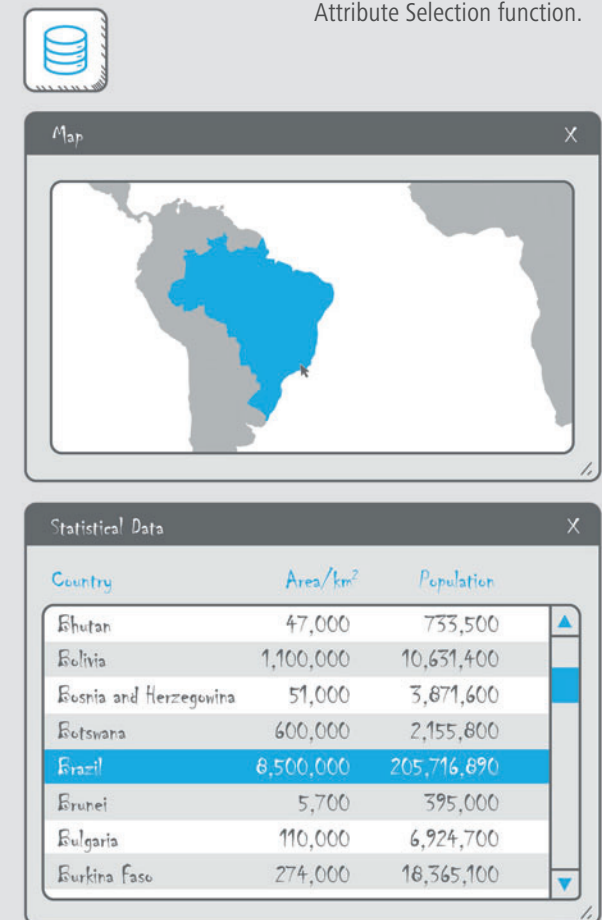 Attribute Selection function.
Map X
Statistical Data X
Country Area/km² Population
Bhutan 47,000 733,500
Bolivia 1,100,000 10,631,400
Bosnia and Herzegowina 51,000 3,871,600
Botswana 600,000 2,155,800
Brazil 8,500,000 205,716,890
Brunei 5,700 395,000
Bulgaria 110,000 6,924,700
Burkina Faso 274,000 18,365,100